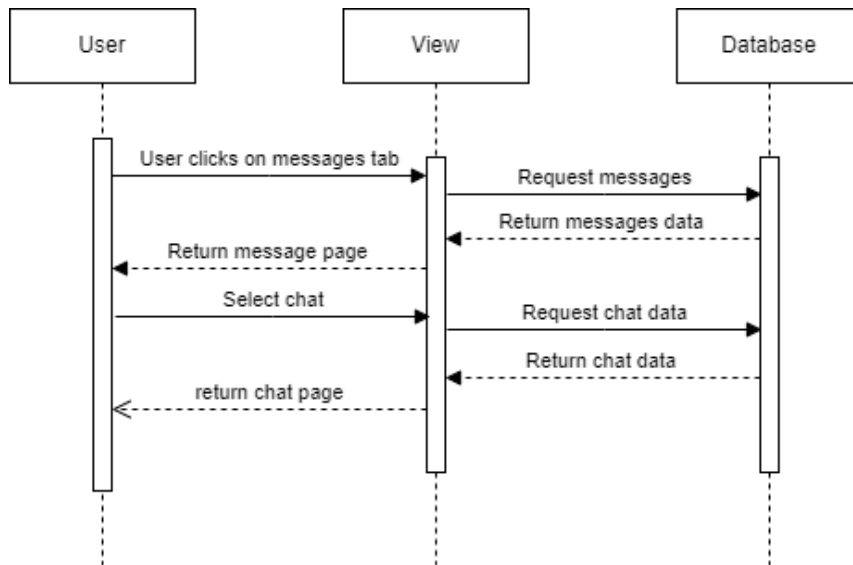 User
View
Database
User clicks on messages tab
Request messages
Return messages data
Return message page
Select chat
Request chat data
Return chat data
return chat page